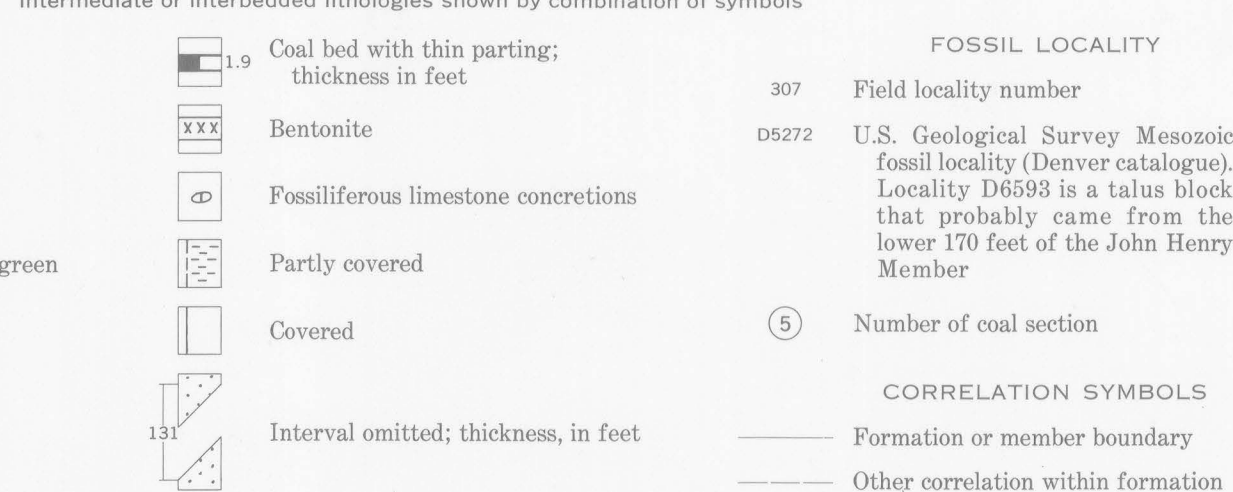 Intermediate or interbedded lithologies shown by combination of symbols
1.9
Coal bed with thin parting;
thickness in feet
xxx
Bentonite
Fossiliferous limestone concretions
green
Partly covered
Covered
131
Interval omitted; thickness, in feet
FOSSIL LOCALITY
307 Field locality number
D5272 U.S. Geological Survey Mesozoic
fossil locality (Denver catalogue).
Locality D6593 is a talus block
that probably came from the
lower 170 feet of the John Henry
Member
5 Number of coal section
CORRELATION SYMBOLS
Formation or member boundary
Other correlation within formation